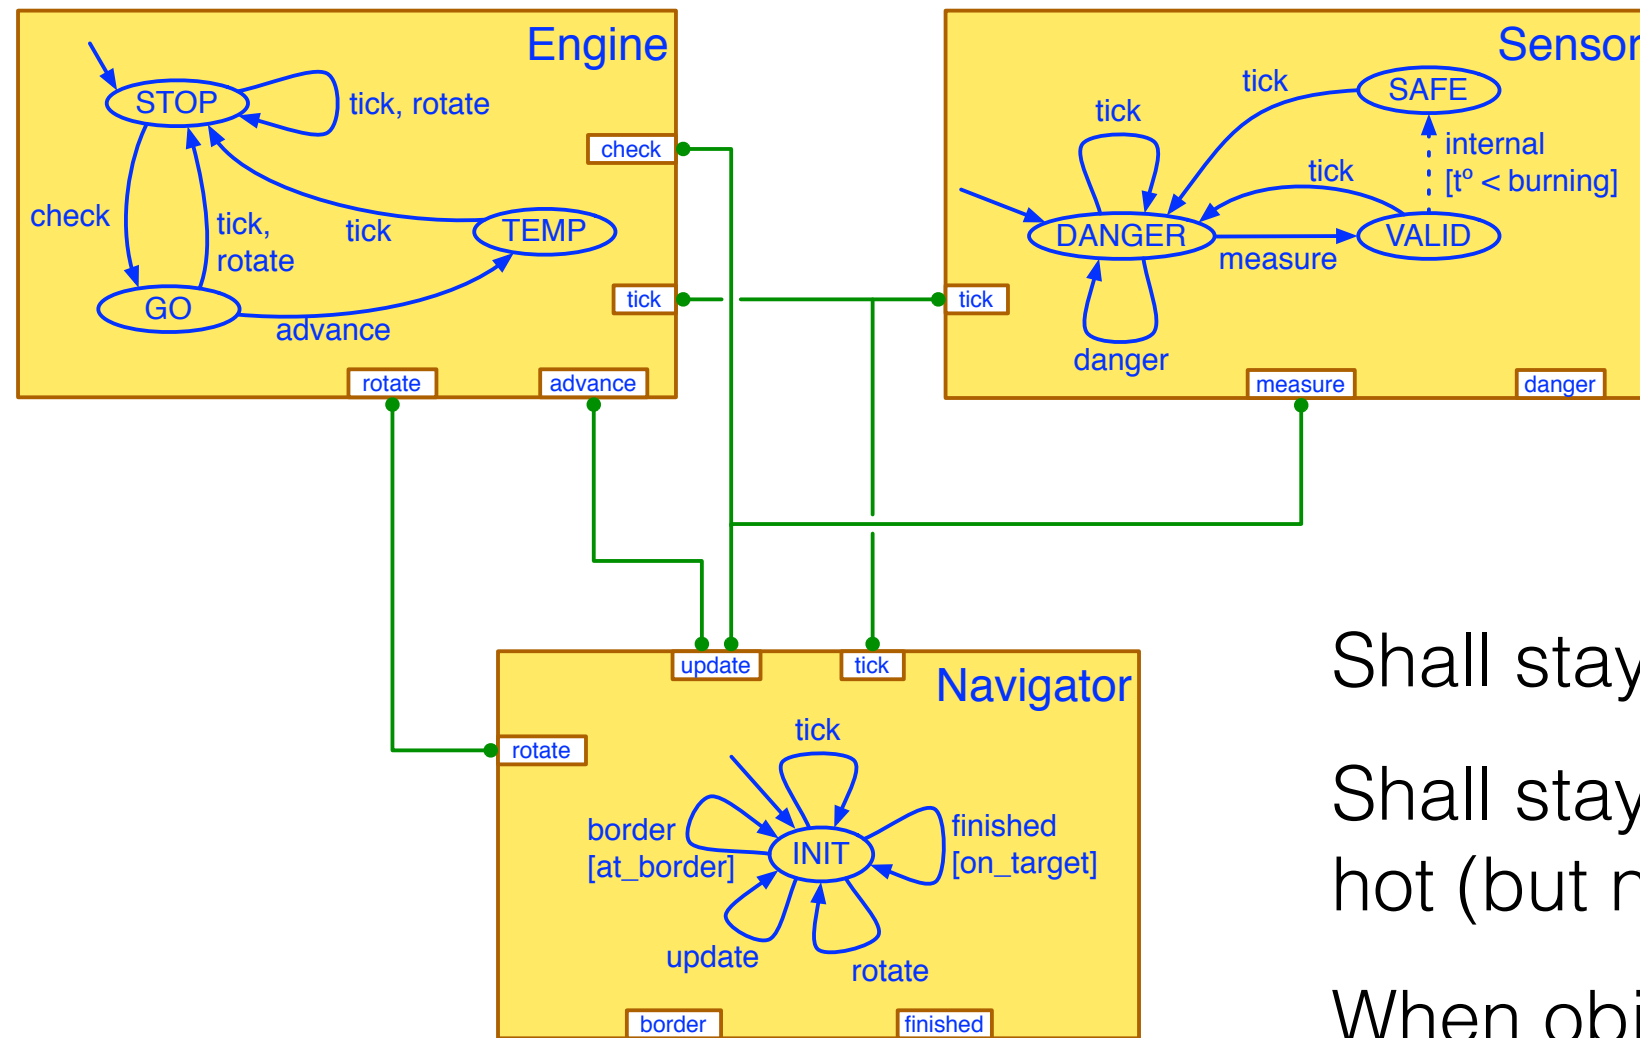 Engine
STOP
tick, rotate
check
check
tick,
rotate
tick
TEMP
GO
advance
tick
rotate
advance
Sensor
SAFE
tick
tick
internal
[tº < burning]
tick
DANGER
VALID
measure
tick
danger
measure
danger
update
tick
Navigator
rotate
tick
border
[at_border]
INIT
finished
[on_target]
update
rotate
border
finished
Shall stay
Shall stay
hot (but n
When obj